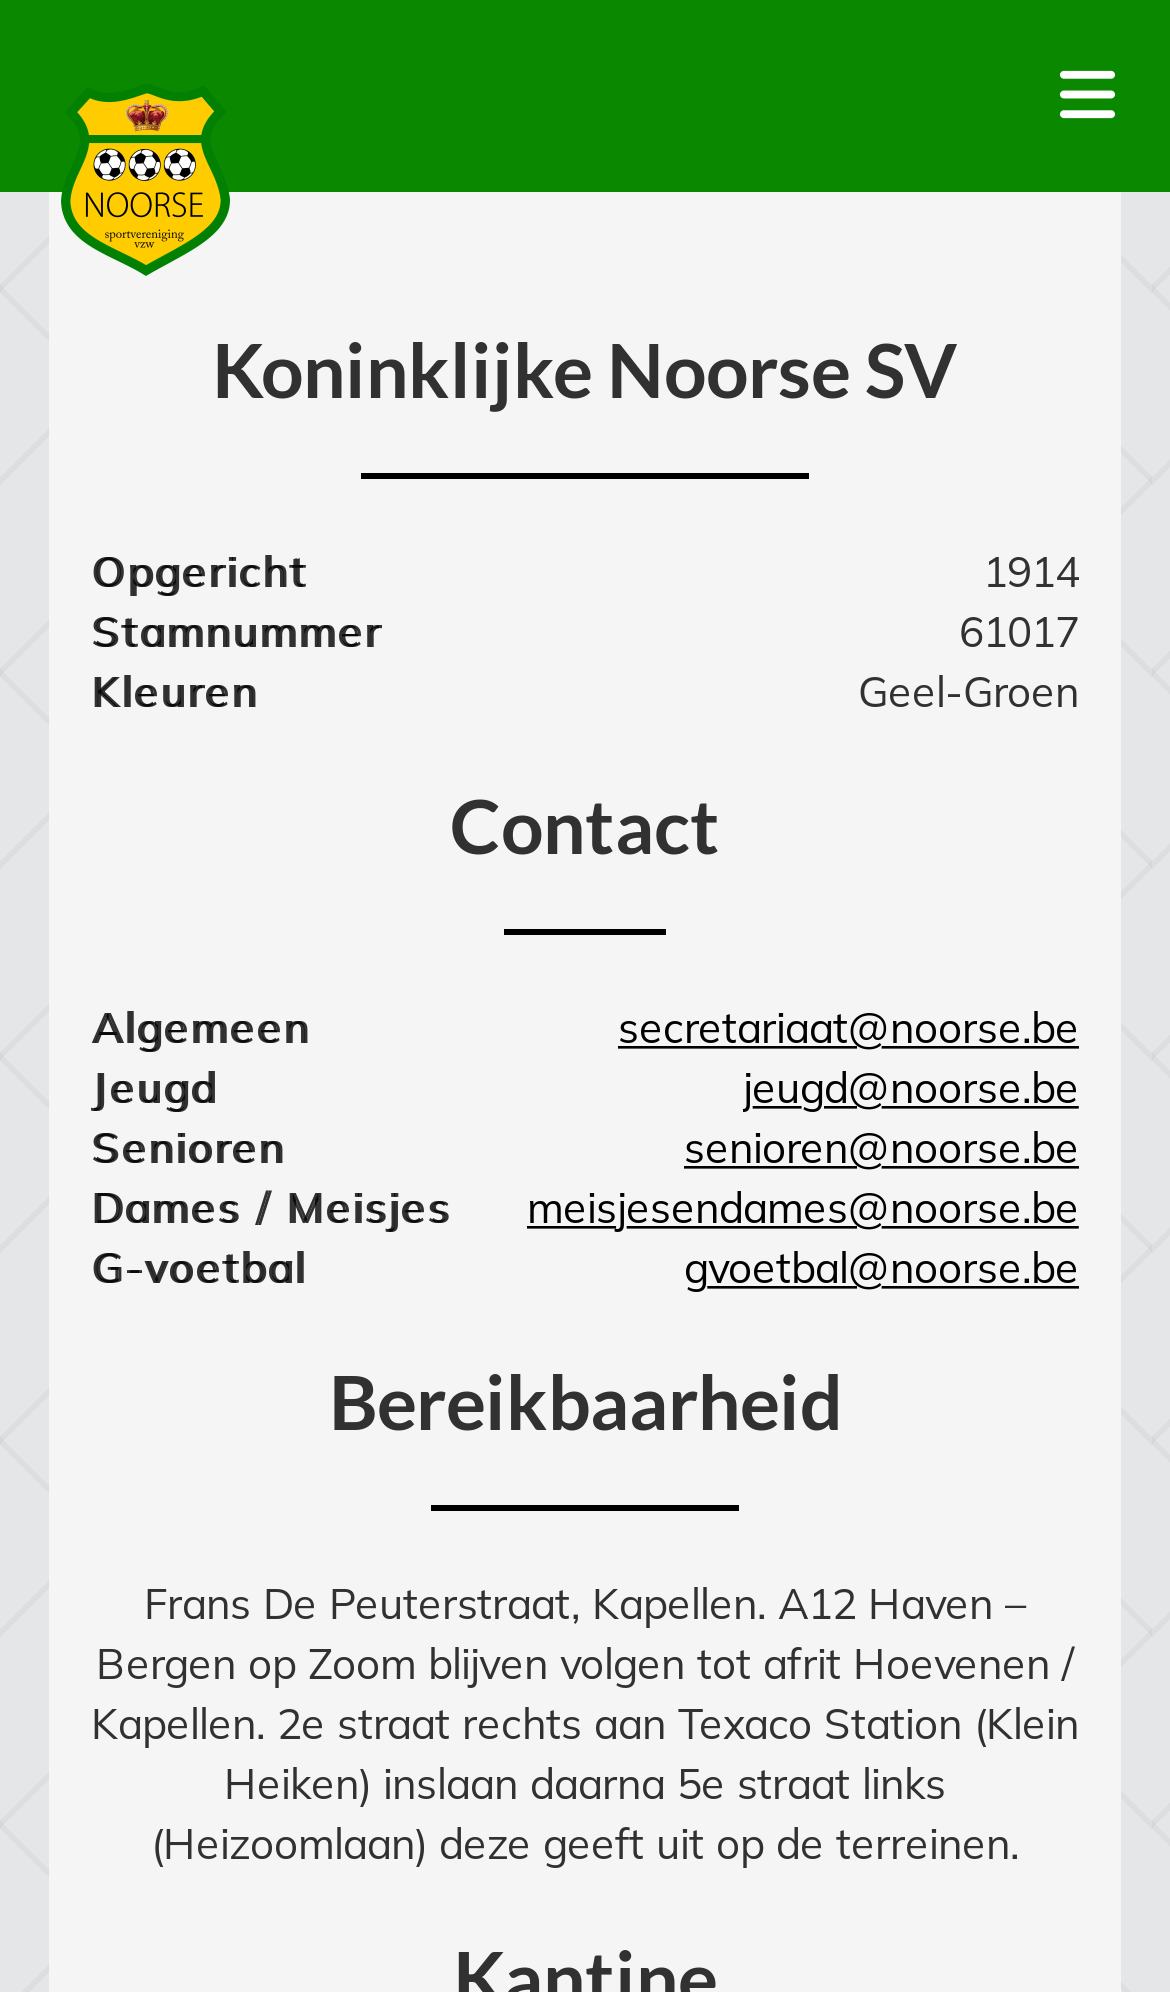 NOORSE
sportvereniging
vzw
Koninklijke Noorse SV
Opgericht 1914
Stamnummer 61017
Kleuren Geel-Groen
Contact
Algemeen secretariaat@noorse.be
Jeugd jeugd@noorse.be
Senioren senioren@noorse.be
Dames / Meisjes meisjesendames@noorse.be
G-voetbal gvoetbal@noorse.be
Bereikbaarheid
Frans De Peuterstraat, Kapellen. A12 Haven –
Bergen op Zoom blijven volgen tot afrit Hoevenen /
Kapellen. 2e straat rechts aan Texaco Station (Klein
Heiken) inslaan daarna 5e straat links
(Heizoomlaan) deze geeft uit op de terreinen.
Kantine